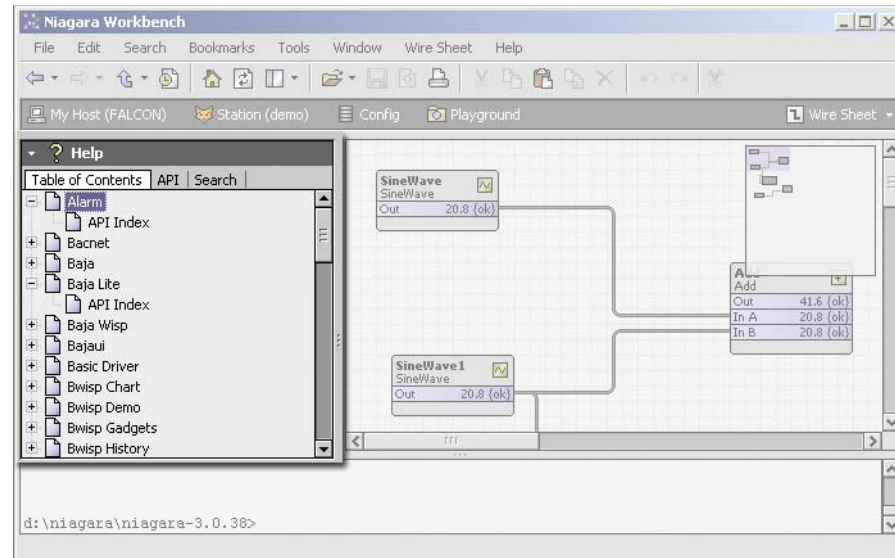 Niagara Workbench
File Edit Search Bookmarks Tools Window Wire Sheet Help
My Host (FALCON) Station (demo) Config Playground Wire Sheet
Help
Table of Contents API Search
Alarm
API Index
Bacnet
Baja
Baja Lite
API Index
Baja Wisp
Bajaui
Basic Driver
Bwisp Chart
Bwisp Demo
Bwisp Gadgets
Bwisp History
SineWave
SineWave
Out 20.8 {ok}
Add
Out 41.6 {ok}
In A 20.8 {ok}
In B 20.8 {ok}
SineWave1
SineWave
Out 20.8 {ok}
d:\niagara\niagara-3.0.38>